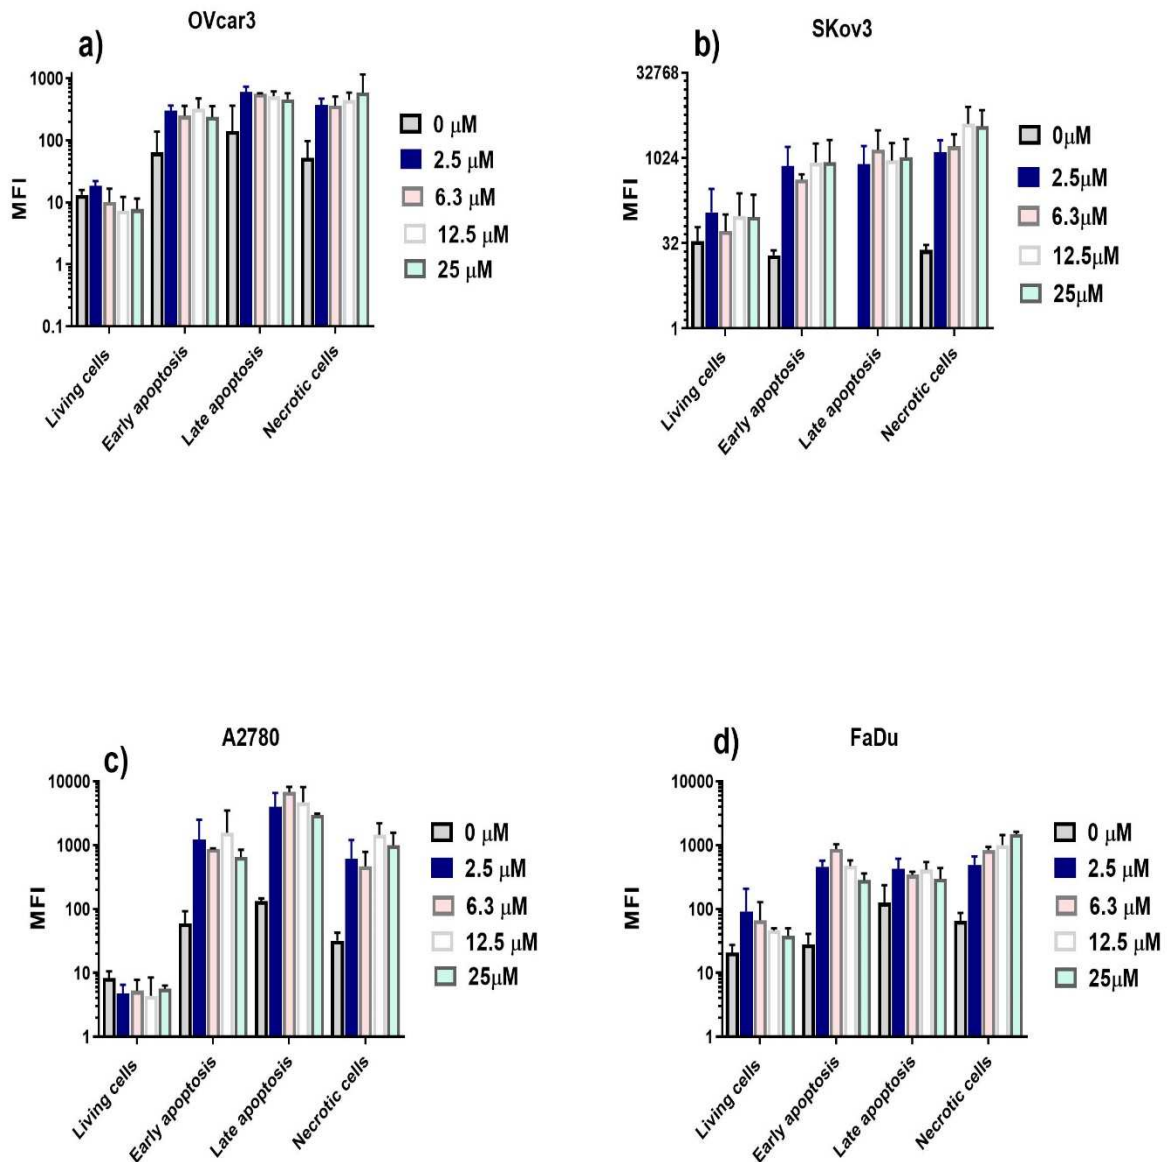 OVcar3
a)
MFI
1000
100
10
1
0.1
Living cells
Early apoptosis
Late apoptosis
Necrotic cells
0 μM
2.5 μM
6.3 μM
12.5 μM
25 μM
SKov3
b)
MFI
32768
1024
32
1
Living cells
Early apoptosis
Late apoptosis
Necrotic cells
0μM
2.5μM
6.3μM
12.5μM
25μM
A2780
c)
MFI
10000
1000
100
10
1
Living cells
Early apoptosis
Late apoptosis
Necrotic cells
0 μM
2.5 μM
6.3 μM
12.5 μM
25μM
FaDu
d)
MFI
10000
1000
100
10
1
Living cells
Early apoptosis
Late apoptosis
Necrotic cells
0 μM
2.5 μM
6.3 μM
12.5 μM
25μM